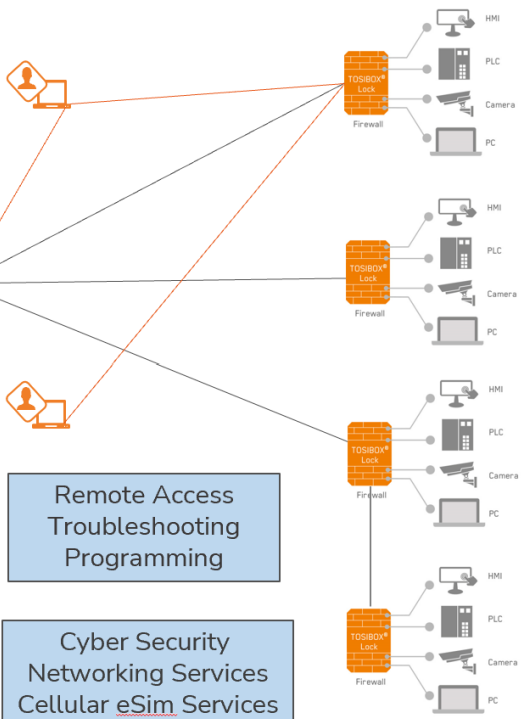 HMI
TOSIBOX®
Lock
PLC
Camera
Firewall
PC
HMI
TOSIBOX®
Lock
PLC
Camera
Firewall
PC
HMI
TOSIBOX®
Lock
PLC
Camera
Firewall
PC
Remote Access
Troubleshooting
Programming
HMI
TOSIBOX®
Lock
PLC
Camera
Firewall
PC
Cyber Security
Networking Services
Cellular eSim Services